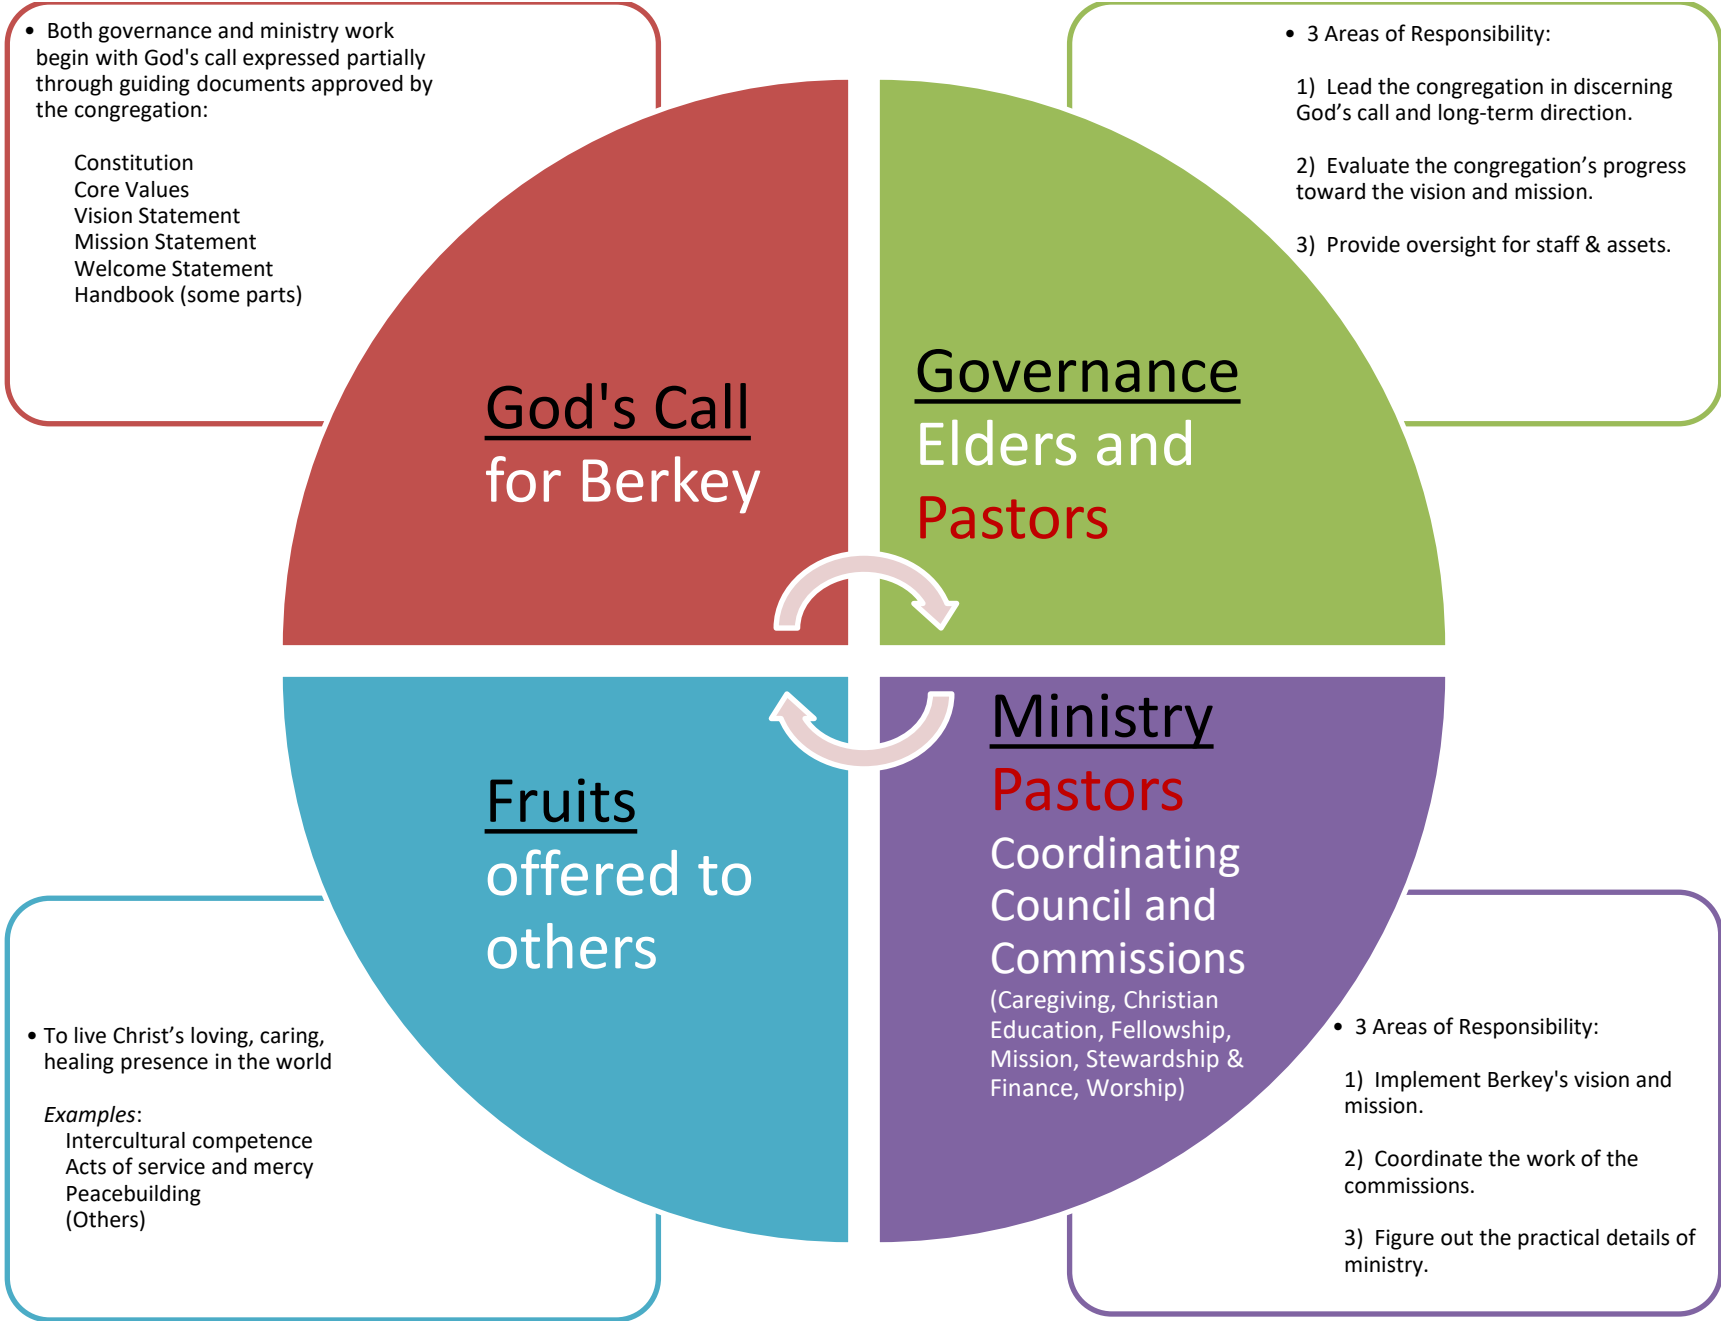 • Both governance and ministry work
begin with God's call expressed partially
through guiding documents approved by
the congregation:
Constitution
Core Values
Vision Statement
Mission Statement
Welcome Statement
Handbook (some parts)
• 3 Areas of Responsibility:
1) Lead the congregation in discerning
God’s call and long-term direction.
2) Evaluate the congregation’s progress
toward the vision and mission.
3) Provide oversight for staff & assets.
God's Call
for Berkey
Governance
Elders and
Pastors
Fruits
offered to
others
Ministry
Pastors
Coordinating
Council and
Commissions
(Caregiving, Christian
Education, Fellowship,
Mission, Stewardship &
Finance, Worship)
• To live Christ’s loving, caring,
healing presence in the world
Examples:
Intercultural competence
Acts of service and mercy
Peacebuilding
(Others)
• 3 Areas of Responsibility:
1) Implement Berkey's vision and
mission.
2) Coordinate the work of the
commissions.
3) Figure out the practical details of
ministry.